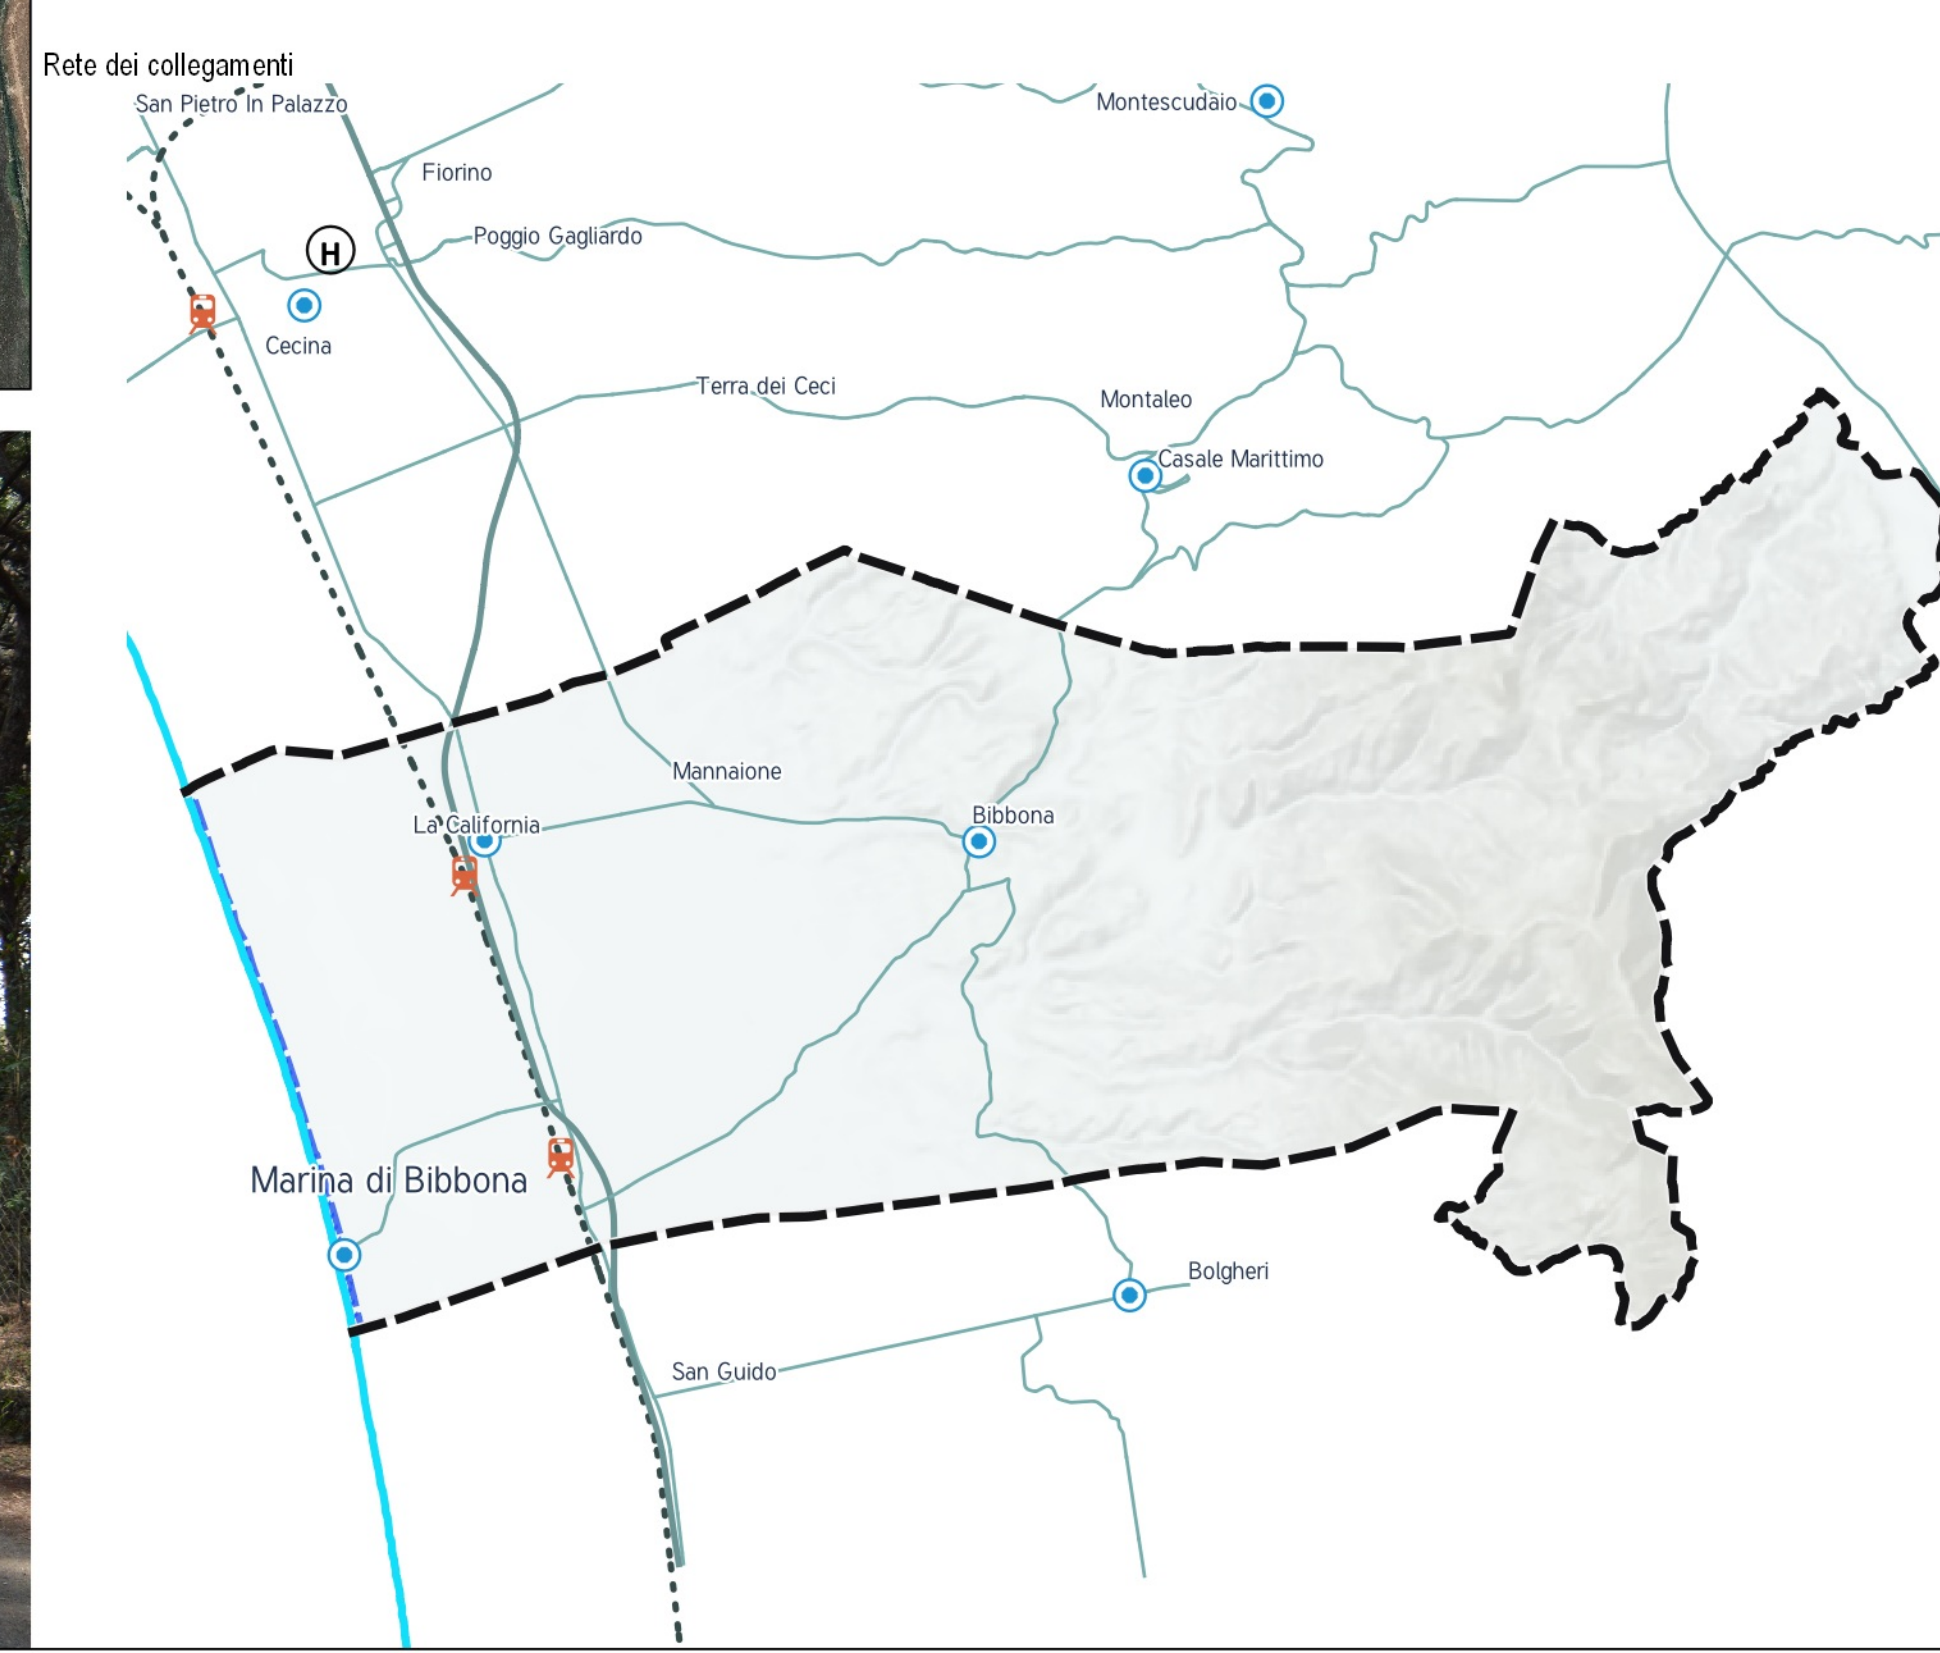 Rete dei collegamenti
San Pietro In Palazzo
Montescudaio
Fiorino
Poggio Gagliardo
H
Cecina
Terra dei Ceci
Montaleo
Casale Marittimo
Mannaione
La California
Bibbona
Marina di Bibbona
Bolgheri
San Guido